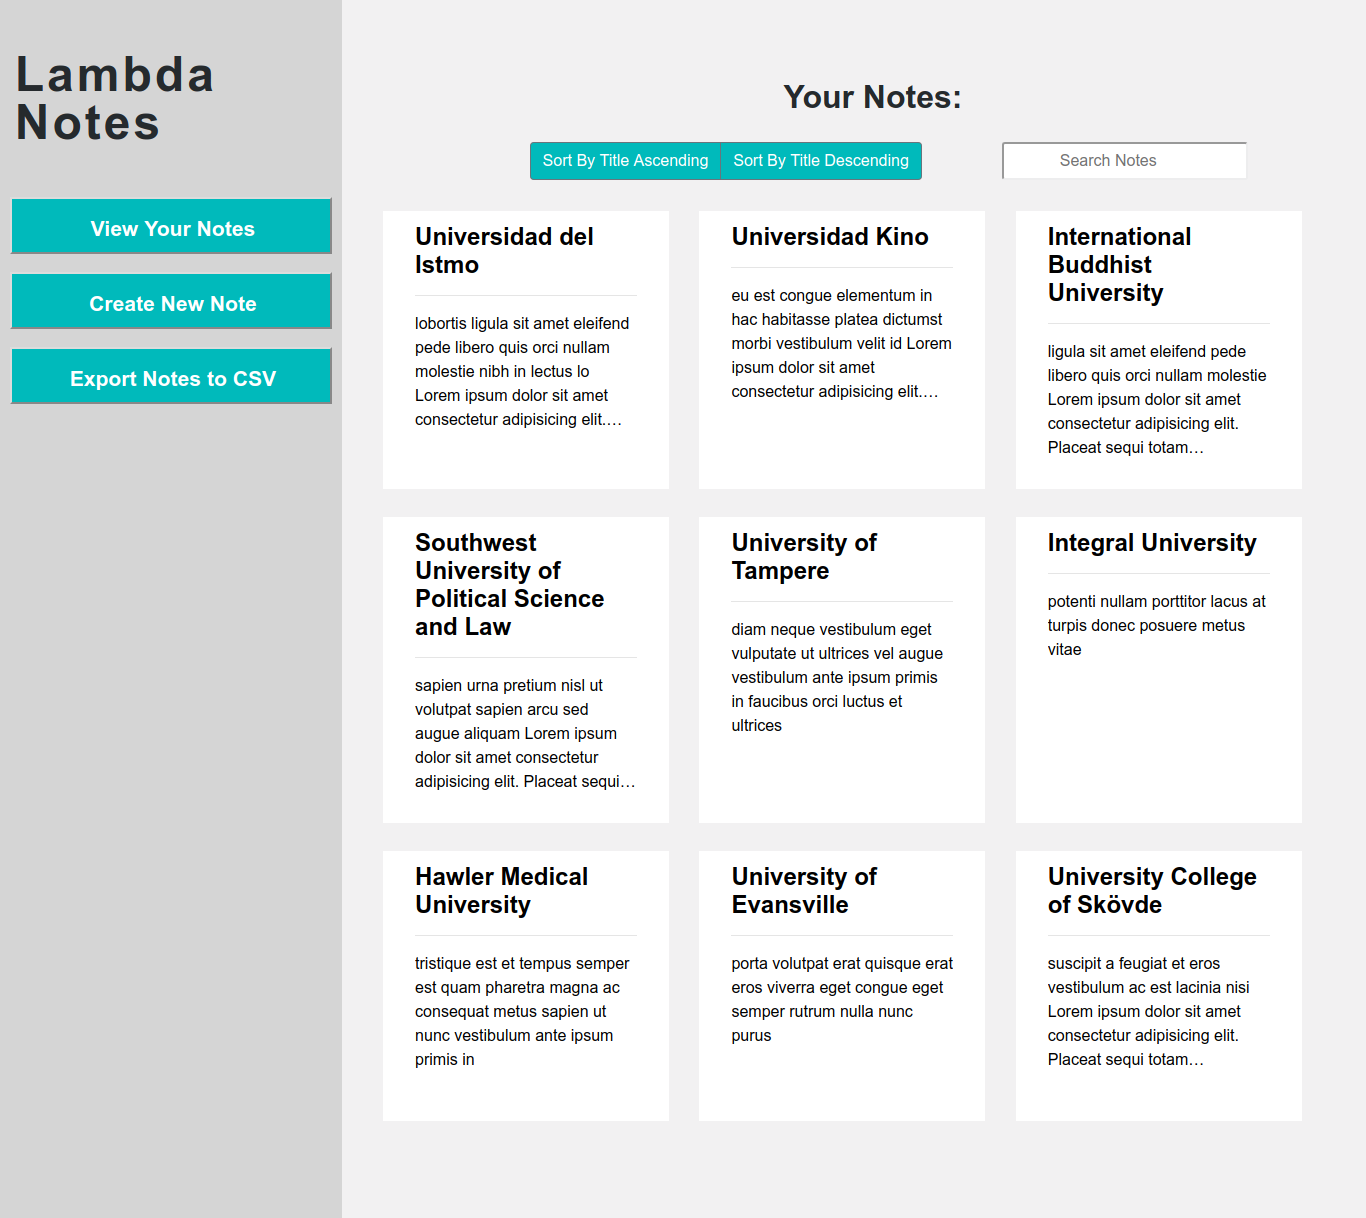 Lambda
Notes
View Your Notes
Create New Note
Export Notes to CSV
Your Notes:
Sort By Title Ascending
Sort By Title Descending
Search Notes
Universidad del
Istmo
lobortis ligula sit amet eleifend
pede libero quis orci nullam
molestie nibh in lectus lo
Lorem ipsum dolor sit amet
consectetur adipisicing elit.…
Universidad Kino
eu est congue elementum in
hac habitasse platea dictumst
morbi vestibulum velit id Lorem
ipsum dolor sit amet
consectetur adipisicing elit.…
International
Buddhist
University
ligula sit amet eleifend pede
libero quis orci nullam molestie
Lorem ipsum dolor sit amet
consectetur adipisicing elit.
Placeat sequi totam…
Southwest
University of
Political Science
and Law
sapien urna pretium nisl ut
volutpat sapien arcu sed
augue aliquam Lorem ipsum
dolor sit amet consectetur
adipisicing elit. Placeat sequi…
University of
Tampere
diam neque vestibulum eget
vulputate ut ultrices vel augue
vestibulum ante ipsum primis
in faucibus orci luctus et
ultrices
Integral University
potenti nullam porttitor lacus at
turpis donec posuere metus
vitae
Hawler Medical
University
tristique est et tempus semper
est quam pharetra magna ac
consequat metus sapien ut
nunc vestibulum ante ipsum
primis in
University of
Evansville
porta volutpat erat quisque erat
eros viverra eget congue eget
semper rutrum nulla nunc
purus
University College
of Skövde
suscipit a feugiat et eros
vestibulum ac est lacinia nisi
Lorem ipsum dolor sit amet
consectetur adipisicing elit.
Placeat sequi totam…